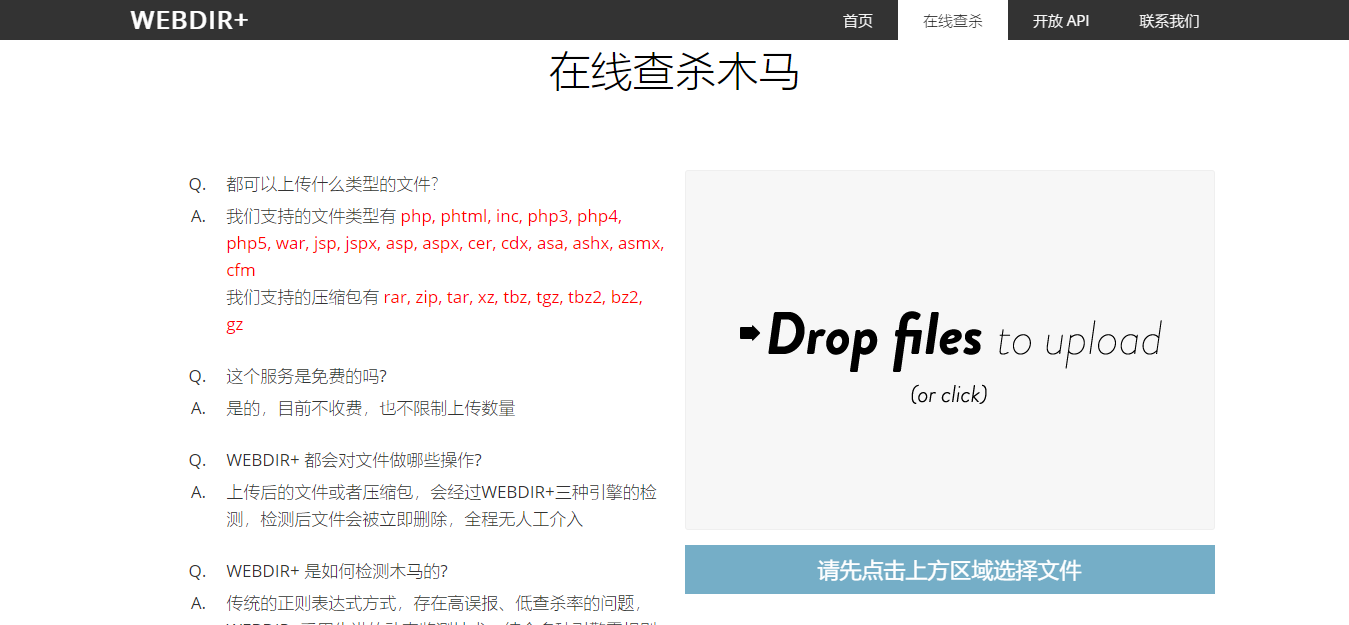 WEBDIR+
首页 在线查杀 开放 API 联系我们
在线查杀木马
Q. 都可以上传什么类型的文件?
A. 我们支持的文件类型有 php, phtml, inc, php3, php4,
php5, war, jsp, jspx, asp, aspx, cer, cdx, asa, ashx, asmx,
cfm
我们支持的压缩包有 rar, zip, tar, xz, tbz, tgz, tbz2, bz2,
gz
Q. 这个服务是免费的吗?
A. 是的，目前不收费，也不限制上传数量
Q. WEBDIR+ 都会对文件做哪些操作?
A. 上传后的文件或者压缩包，会经过WEBDIR+三种引擎的检
测，检测后文件会被立即删除，全程无人工介入
Q. WEBDIR+ 是如何检测木马的?
A. 传统的正则表达式方式，存在高误报、低查杀率的问题，
Drop files to upload
(or click)
请先点击上方区域选择文件